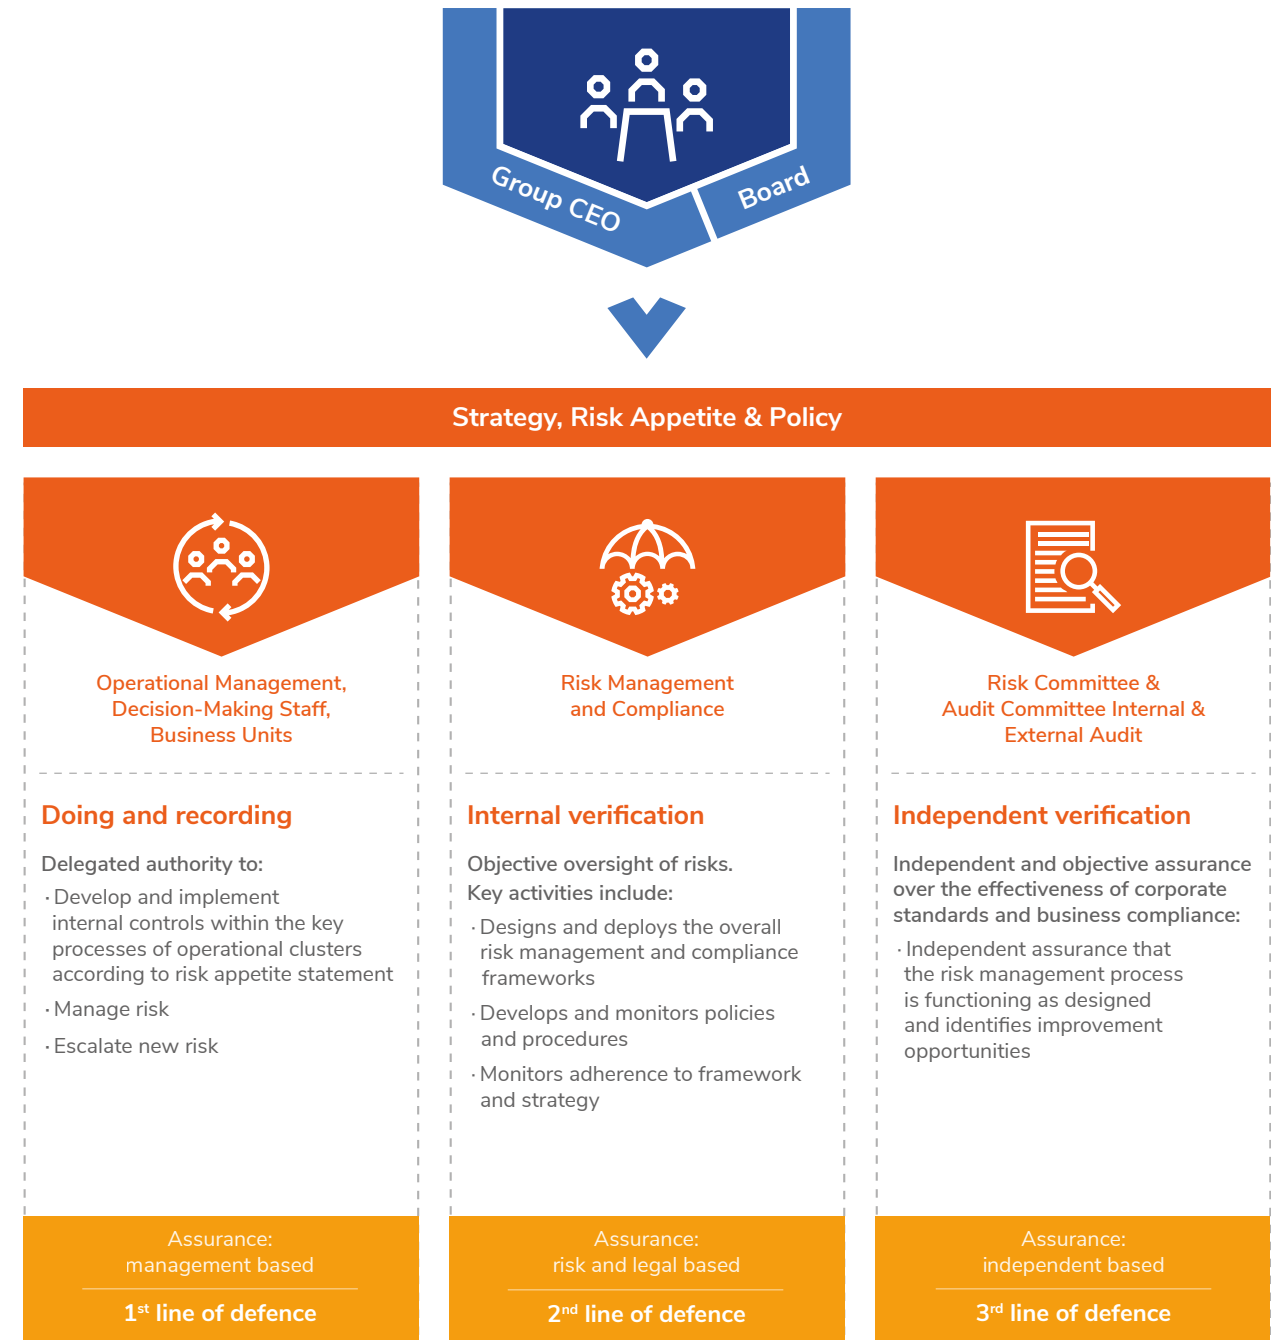 Group CEO
Board
Strategy, Risk Appetite & Policy
Operational Management,
Decision-Making Staff,
Business Units
Doing and recording
Delegated authority to:
· Develop and implement
internal controls within the key
processes of operational clusters
according to risk appetite statement
· Manage risk
· Escalate new risk
Assurance:
management based
1st line of defence
Risk Management
and Compliance
Internal verification
Objective oversight of risks.
Key activities include:
· Designs and deploys the overall
risk management and compliance
frameworks
· Develops and monitors policies
and procedures
· Monitors adherence to framework
and strategy
Assurance:
risk and legal based
2nd line of defence
Risk Committee &
Audit Committee Internal &
External Audit
Independent verification
Independent and objective assurance
over the effectiveness of corporate
standards and business compliance:
· Independent assurance that
the risk management process
is functioning as designed
and identifies improvement
opportunities
Assurance:
independent based
3rd line of defence